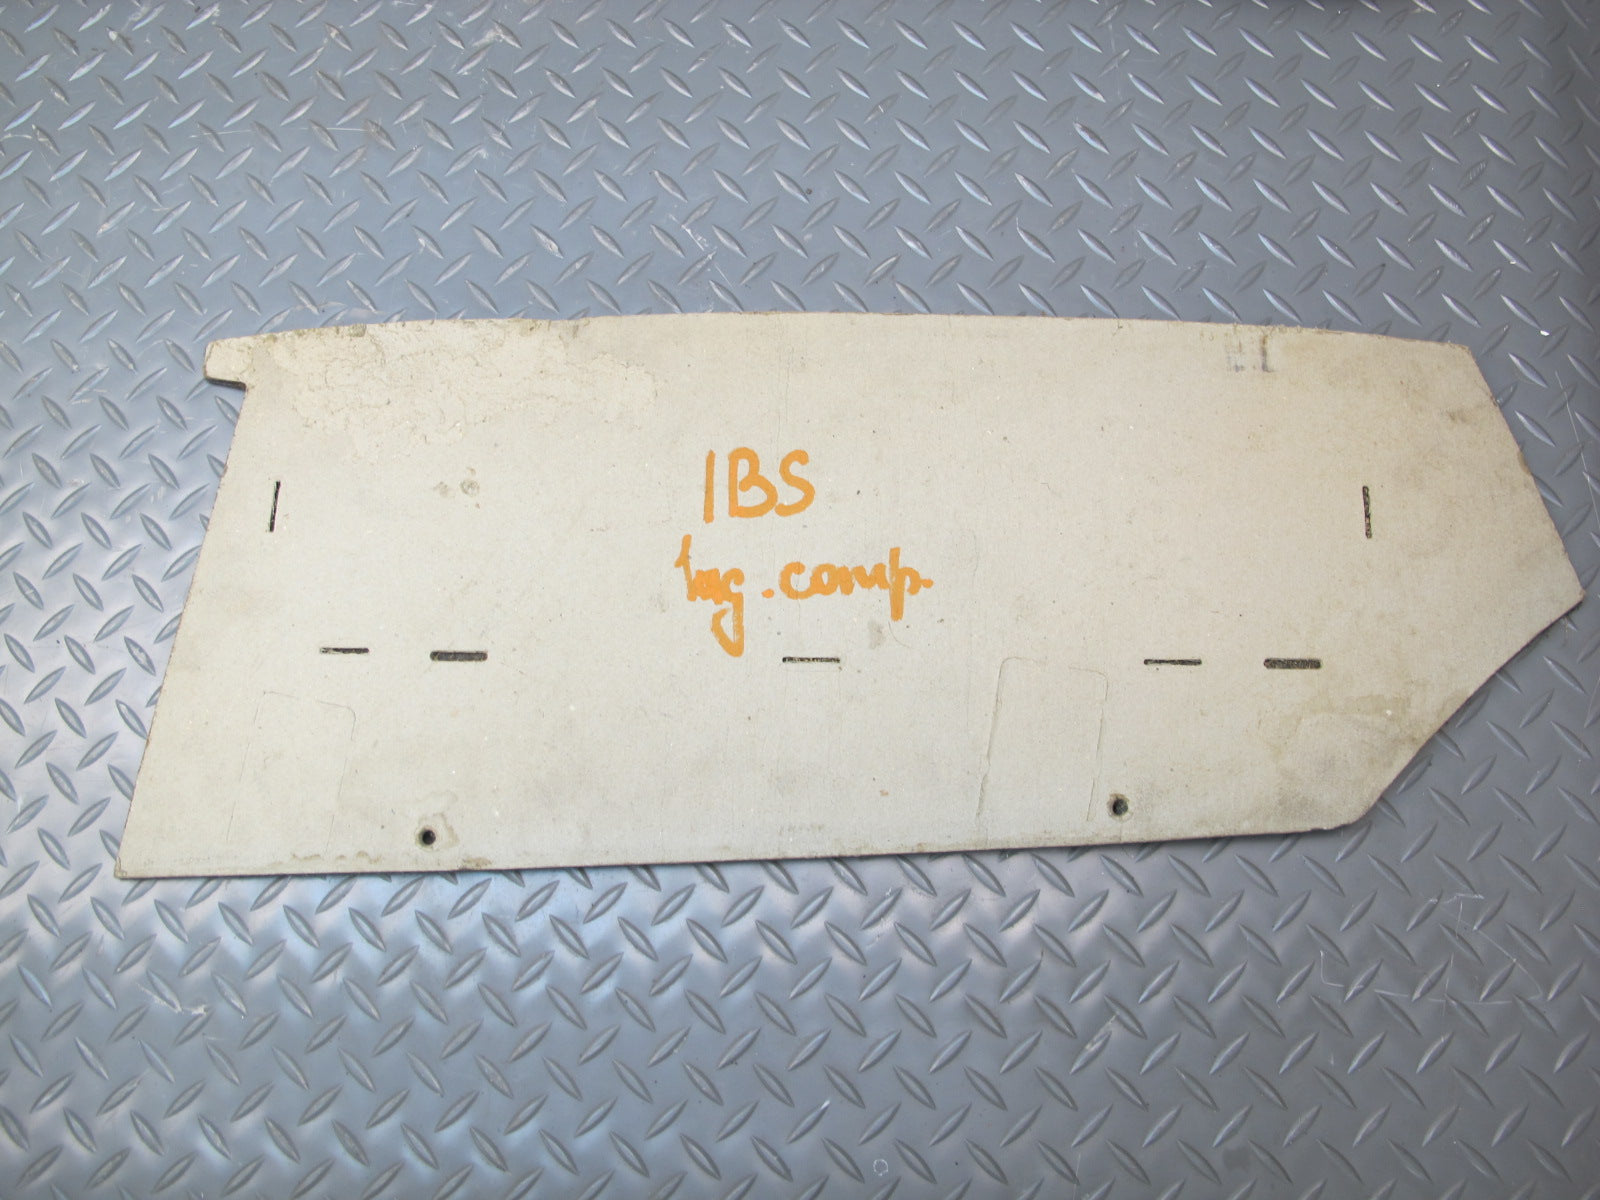 IBS
lug. comp.